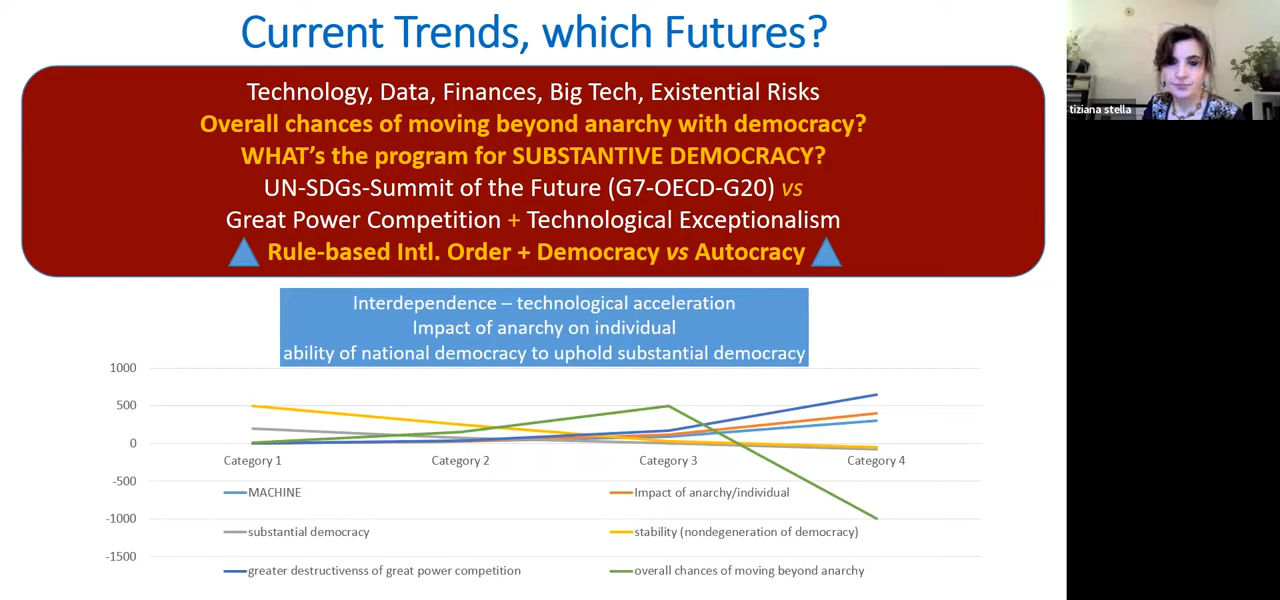 Current Trends, which Futures?
Technology, Data, Finances, Big Tech, Existential Risks
Overall chances of moving beyond anarchy with democracy?
WHAT's the program for SUBSTANTIVE DEMOCRACY?
UN-SDGs-Summit of the Future (G7-OECD-G20) vs
Great Power Competition + Technological Exceptionalism
Rule-based Intl. Order + Democracy vs Autocracy
tiziana stella
Interdependence – technological acceleration
Impact of anarchy on individual
ability of national democracy to uphold substantial democracy
1000
500
0
Category 1 Category 2 Category 3 Category 4
-500
MACHINE Impact of anarchy/individual
-1000
substantial democracy stability (nondegeneration of democracy)
-1500
greater destructivenss of great power competition overall chances of moving beyond anarchy